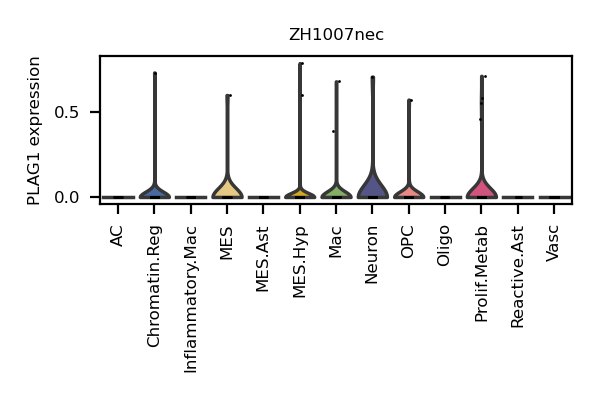 ZH1007nec
PLAG1 expression
0.5
0.0
AC
Chromatin.Reg
Inflammatory.Mac
MES
MES.Ast
MES.Hyp
Mac
Neuron
OPC
Oligo
Prolif.Metab
Reactive.Ast
Vasc